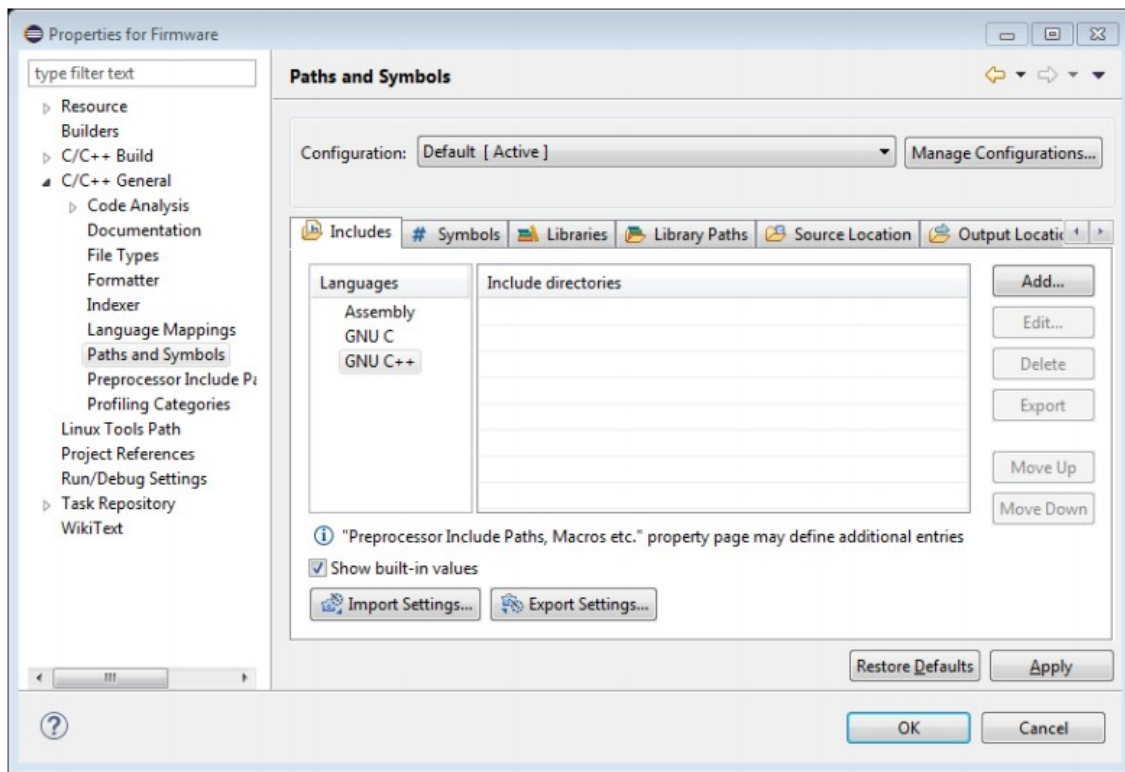 Properties for Firmware
type filter text
Resource
Builders
C/C++ Build
C/C++ General
Code Analysis
Documentation
File Types
Formatter
Indexer
Language Mappings
Paths and Symbols
Preprocessor Include Pa
Profiling Categories
Linux Tools Path
Project References
Run/Debug Settings
Task Repository
WikiText
Paths and Symbols
Configuration: Default [ Active ] Manage Configurations...
Includes # Symbols Libraries Library Paths Source Location Output Locatic
Languages
Assembly
GNU C
GNU C++
Include directories
Add...
Edit...
Delete
Export
Move Up
Move Down
"Preprocessor Include Paths, Macros etc." property page may define additional entries
Show built-in values
Import Settings... Export Settings...
Restore Defaults Apply
OK Cancel